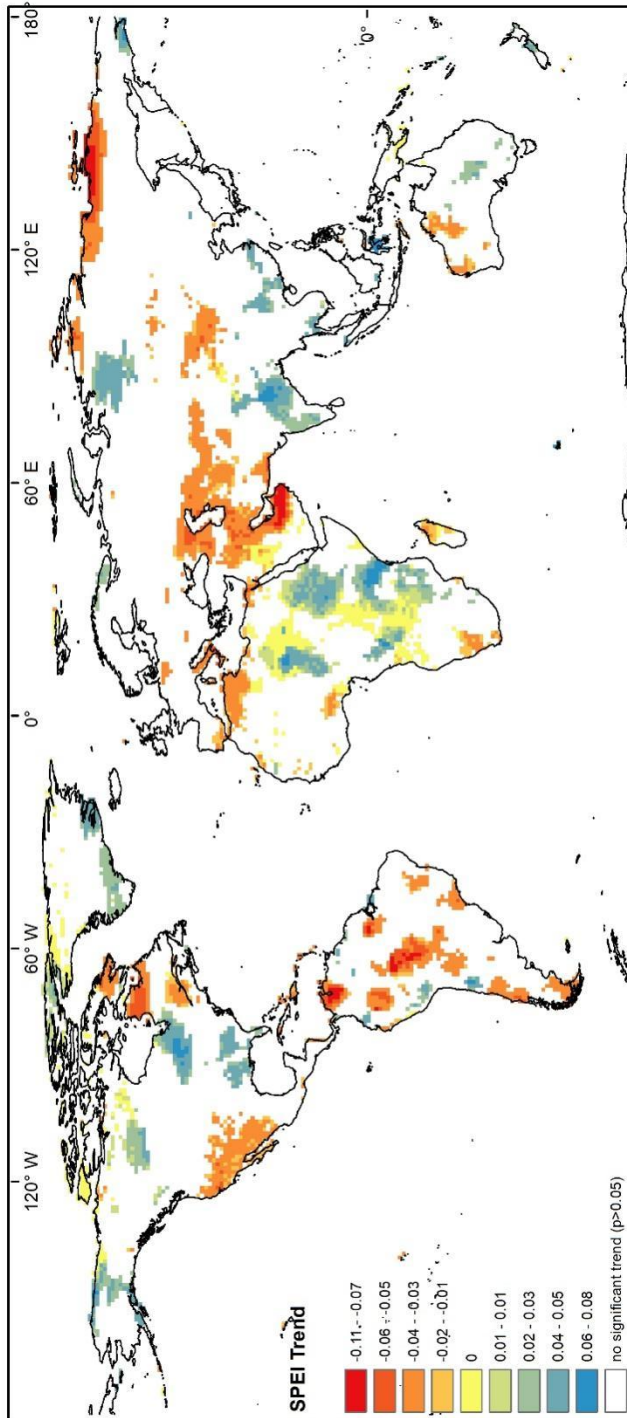 120°W
60°W
0°
60°E
120°E
180°
0°
SPEI Trend
-0.11 - -0.07
-0.06 - -0.05
-0.04 - -0.03
-0.02 - -0.01
0
0.01 - 0.01
0.02 - 0.03
0.04 - 0.05
0.06 - 0.08
no significant trend (p>0.05)